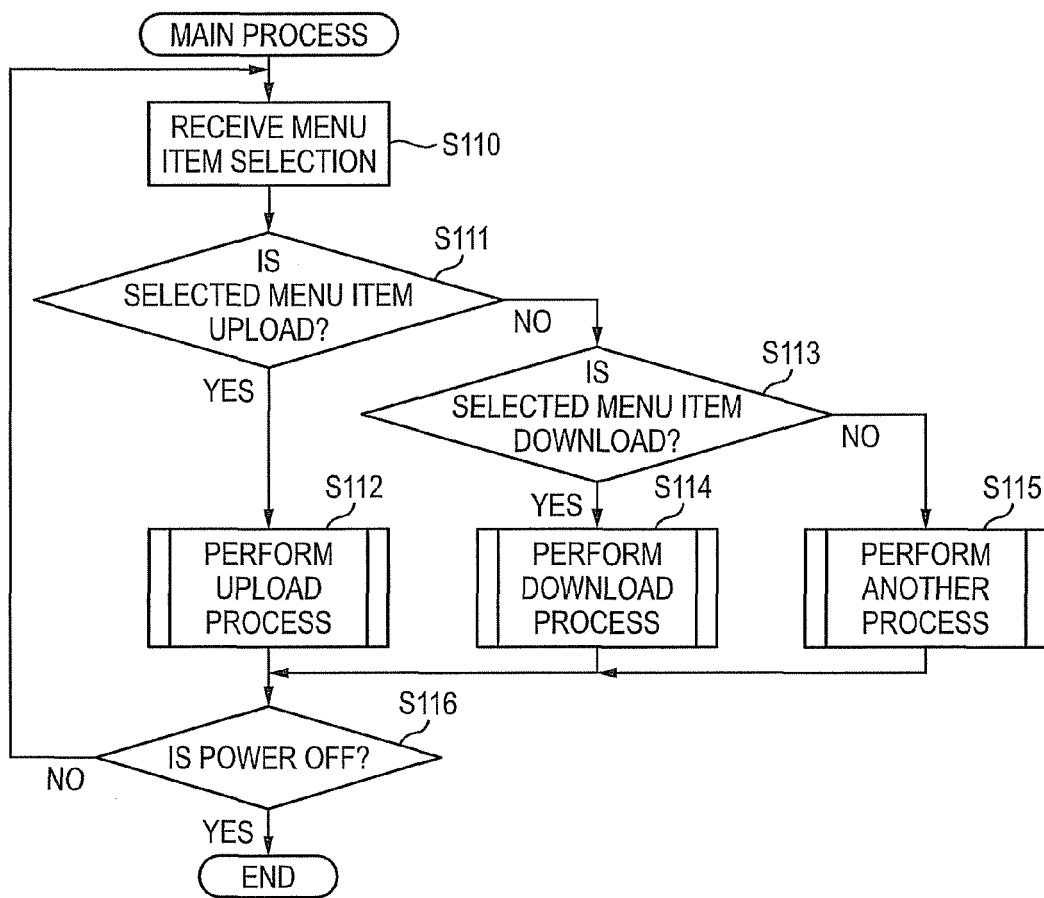 MAIN PROCESS
RECEIVE MENU
ITEM SELECTION
S110
S111
IS
SELECTED MENU ITEM
UPLOAD?
NO
YES
S113
IS
SELECTED MENU ITEM
DOWNLOAD?
NO
YES
S112
PERFORM
UPLOAD
PROCESS
S114
PERFORM
DOWNLOAD
PROCESS
S115
PERFORM
ANOTHER
PROCESS
S116
IS POWER OFF?
NO
YES
END